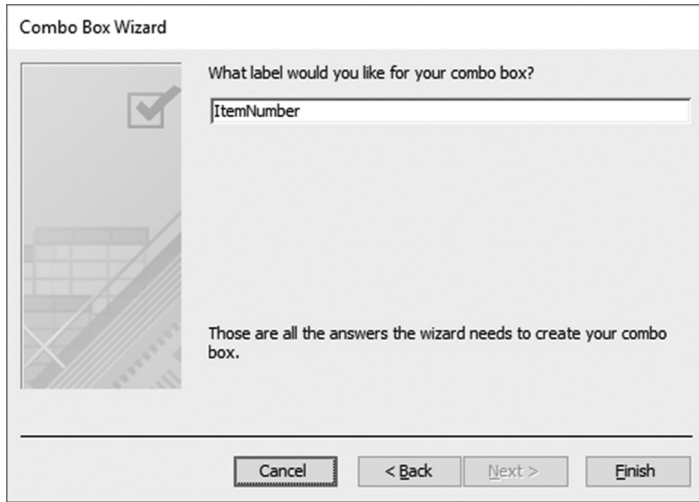 Combo Box Wizard
What label would you like for your combo box?
ItemNumber
Those are all the answers the wizard needs to create your combo
box.
Cancel
< Back
Next >
Finish